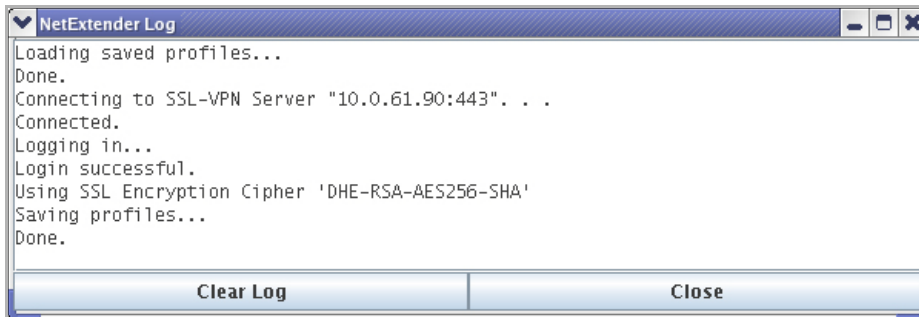 NetExtender Log
Loading saved profiles...
Done.
Connecting to SSL-VPN Server "10.0.61.90:443". . .
Connected.
Logging in...
Login successful.
Using SSL Encryption Cipher 'DHE-RSA-AES256-SHA'
Saving profiles...
Done.
Clear Log
Close